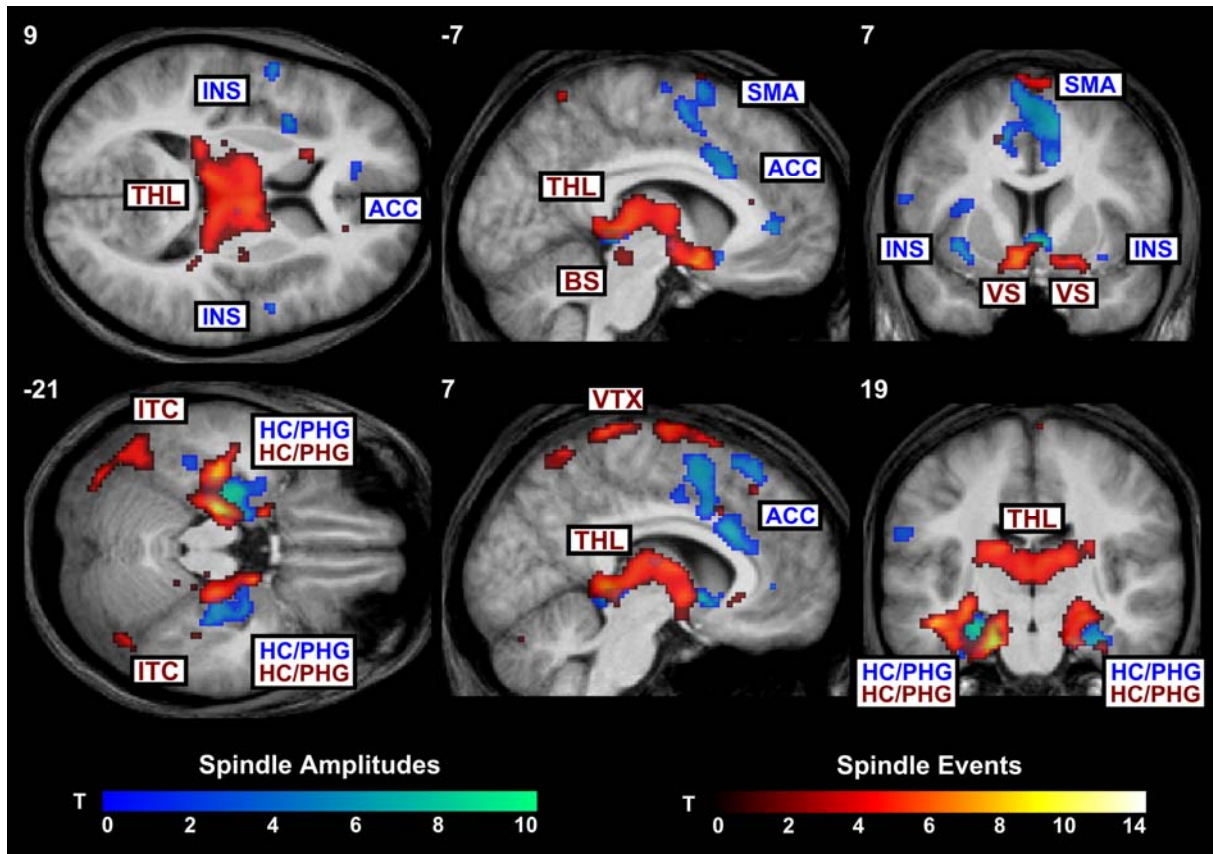 9
INS
THL
ACC
INS
-7
SMA
ACC
THL
BS
7
SMA
INS
INS
VS
VS
-21
ITC
HC/PHG
HC/PHG
ITC
HC/PHG
HC/PHG
7
VTX
ACC
THL
19
THL
HC/PHG
HC/PHG
HC/PHG
HC/PHG
Spindle Amplitudes
T
0 2 4 6 8 10
Spindle Events
T
0 2 4 6 8 10 14